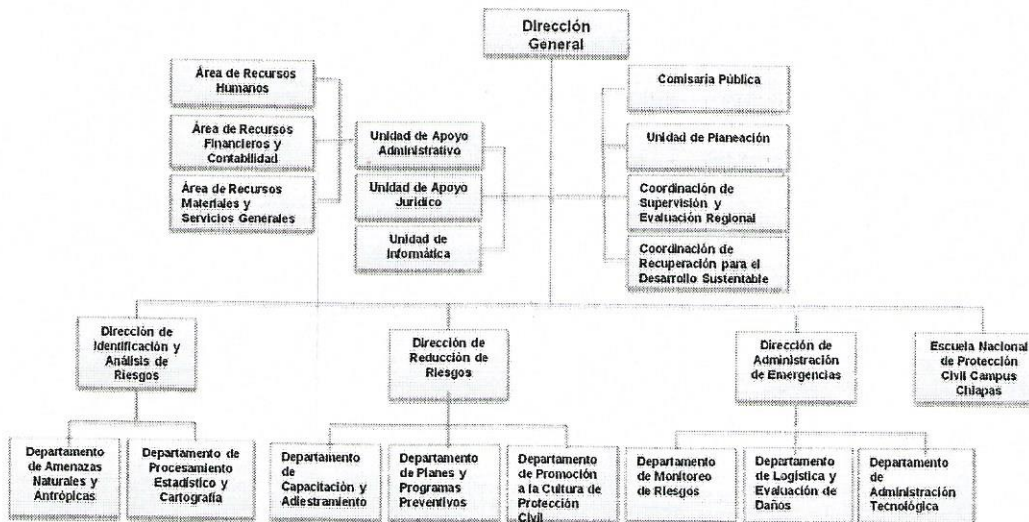 Dirección
General
Área de Recursos
Humanos
Área de Recursos
Financieros y
Contabilidad
Área de Recursos
Materiales y
Servicios Generales
Unidad de Apoyo
Administrativo
Unidad de Apoyo
Jurídico
Unidad de
Informática
Comisaría Pública
Unidad de Planeación
Coordinación de
Supervisión y
Evaluación Regional
Coordinación de
Recuperación para el
Desarrollo Sustentable
Dirección de
Identificación y
Análisis de
Riesgos
Dirección de
Reducción de
Riesgos
Dirección de
Administración
de Emergencias
Escuela Nacional
de Protección
Civil Campus
Chiapas
Departamento
de Amenazas
Naturales y
Antrópicas
Departamento de
Procesamiento
Estadístico y
Cartografía
Departamento
de
Capacitación y
Adiestramiento
Departamento
de Planes y
Programas
Preventivos
Departamento
de Promoción
a la Cultura de
Protección
Civil
Departamento
de Monitoreo
de Riesgos
Departamento
de Logística y
Evaluación de
Daños
Departamento
de
Administración
Tecnológica